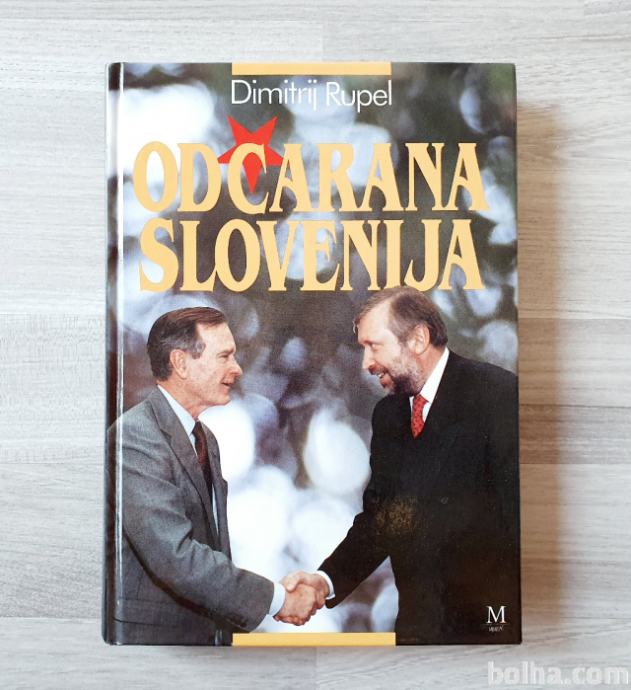 Dimitrij Rupel
ODČARANA
SLOVENIJA
M
bolha.com